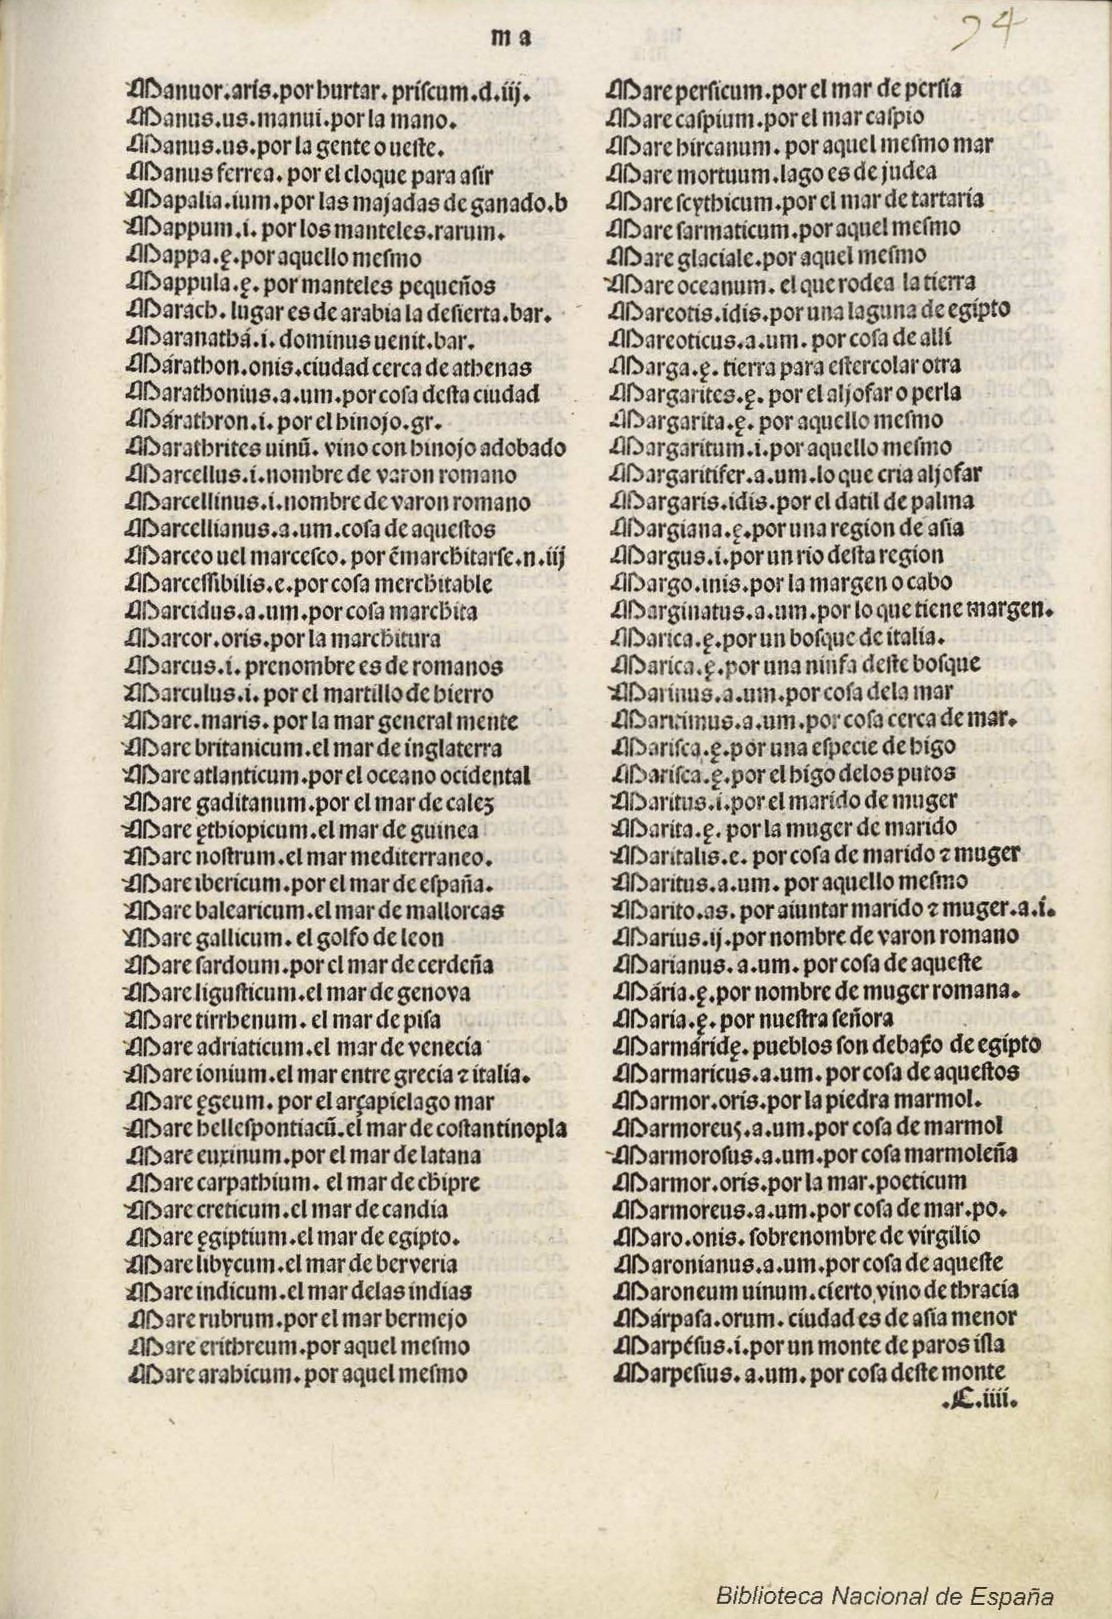 m a
94
Manuor.aris.por hurtar. priscum.d.iij.
Manus.us.manui.por la mano.
Manus.us.por la gente o ueste.
Manus ferrea. por el cloque para asir
Mapalia.ium.por las majadas de ganado.b
Mappum.i. por los manteles.rarum.
Mappa.ę.por aquello mesmo
Mappula.ę. por manteles pequeños
Marach. lugar es de arabia la desierta.bar.
Maranathá.i. dominus uenit.bar.
Márathon.onis.ciudad cerca de athenas
Marathonius.a.um.por cosa desta ciudad
Márathron.i. por el hinojo.gr.
Marathrites uinū. vino con hinojo adobado
Marcellus.i.nombre de varon romano
Marcellinus.i.nombre de varon romano
Marcellianus.a.um.cosa de aquestos
Marceo uel marcesco. por ēmarchitarse.n.iij
Marcessibilis.e.por cosa merchitable
Marcidus.a.um.por cosa marchita
Marcor.oris.por la marchitura
Marcus.i. prenombre es de romanos
Marculus.i. por el martillo de hierro
Mare.maris. por la mar general mente
Mare britanicum.el mar de inglaterra
Mare atlanticum.por el oceano ocidental
Mare gaditanum.por el mar de calez
Mare ęthiopicum.el mar de guinea
Mare nostrum.el mar mediterraneo.
Mare ibericum.por el mar de españa.
Mare balearicum.el mar de mallorcas
Mare gallicum. el golfo de leon
Mare sardoum.por el mar de cerdeña
Mare ligusticum.el mar de genova
Mare tirrhenum. el mar de pisa
Mare adriaticum.el mar de venecia
Mare ionium.el mar entre grecia ⁊ italia.
Mare ęgeum. por el arçapielago mar
Mare hellespontiacū.el mar de costantinopla
Mare euxinum.por el mar de latana
Mare carpathium. el mar de chipre
Mare creticum.el mar de candia
Mare ęgiptium.el mar de egipto.
Mare libycum.el mar de berveria
Mare indicum.el mar delas indias
Mare rubrum.por el mar bermejo
Mare erithreum.por aquel mesmo
Mare arabicum.por aquel mesmo
Mare persicum.por el mar de persia
Mare caspium.por el mar caspio
Mare hircanum. por aquel mesmo mar
Mare mortuum.lago es de judea
Mare scythicum.por el mar de tartaria
Mare sarmaticum.por aquel mesmo
Mare glaciale.por aquel mesmo
Mare oceanum. el que rodea la tierra
Mareotis.idis.por una laguna de egipto
Mareoticus.a.um. por cosa de alli
Marga.ę. tierra para estercolar otra
Margarites.ę. por el aljofar o perla
Margarita.ę. por aquello mesmo
Margaritum.i.por aquello mesmo
Margaritifer.a.um.lo que cria aljofar
Margaris.idis.por el datil de palma
Margiana.ę.por una region de asia
Margus.i.por un rio desta region
Margo.inis.por la margen o cabo
Marginatus.a.um.por lo que tiene margen.
Marica.ę.por un bosque de italia.
Marica.ę.por una ninfa deste bosque
Marinus.a.um.por cosa dela mar
Maritimus.a.um.por cosa cerca de mar.
Marisca.ę.por una especie de higo
Marisca.ę.por el higo delos putos
Maritus.i.por el marido de muger
Marita.ę. por la muger de marido
Maritalis.e. por cosa de marido ⁊ muger
Maritus.a.um. por aquello mesmo
Marito.as. por aiuntar marido ⁊ muger.a.i.
Marius.ij.por nombre de varon romano
Marianus. a.um. por cosa de aqueste
Mária.ę.por nombre de muger romana.
Maria.ę. por nuestra señora
Marmáridę. pueblos son debaxo de egipto
Marmaricus.a.um. por cosa de aquestos
Marmor.oris.por la piedra marmol.
Marmoreus.a.um.por cosa de marmol
Marmorosus.a.um.por cosa marmoleña
Marmor.oris.por la mar.poeticum
Marmoreus.a.um.por cosa de mar.po.
Maro.onis. sobrenombre de virgilio
Maronianus.a.um.por cosa de aqueste
Maroneum uinum.cierto vino de thracia
Márpasa.orum. ciudad es de asia menor
Marpésus.i.por un monte de paros isla
Marpesius. a.um. por cosa deste monte
.C.iiii.
Biblioteca Nacional de España